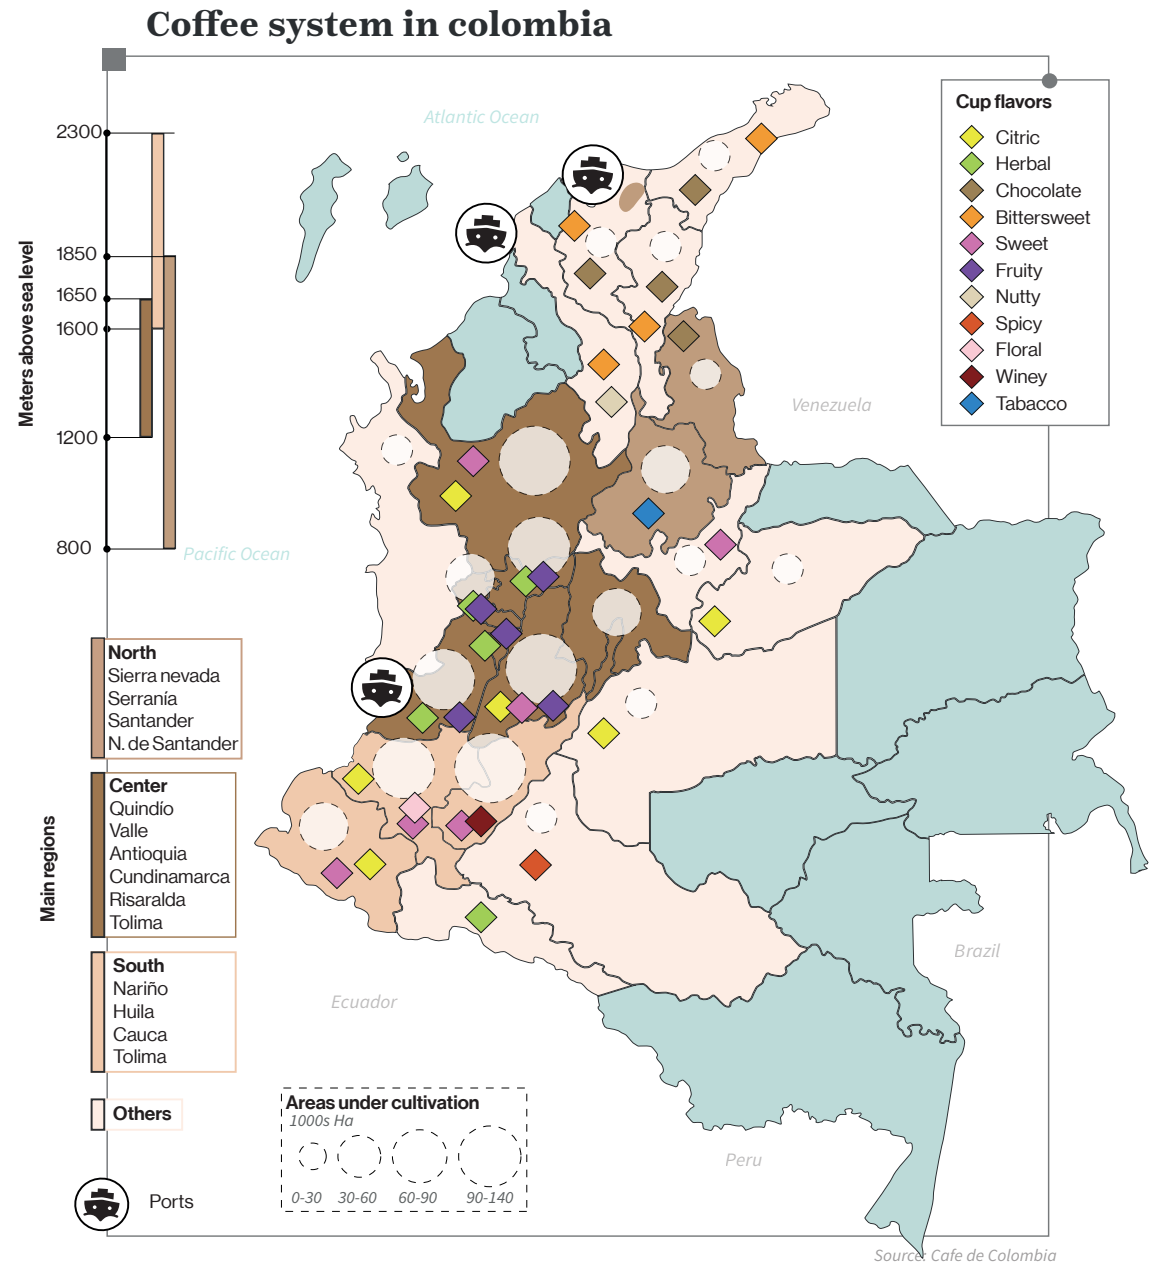 Coffee system in colombia
Atlantic Ocean
Cup flavors
Citric
Herbal
Chocolate
Bittersweet
Sweet
Fruity
Nutty
Spicy
Floral
Winey
Tabacco
Meters above sea level
2300
1850
1650
1600
1200
800
Venezuela
Pacific Ocean
Main regions
North
Sierra nevada
Serranía
Santander
N. de Santander
Center
Quindío
Valle
Antioquia
Cundinamarca
Risaralda
Tolima
South
Nariño
Huila
Cauca
Tolima
Others
Ports
Brazil
Ecuador
Peru
Areas under cultivation
1000s Ha
0-30 30-60 60-90 90-140
Source: Cafe de Colombia